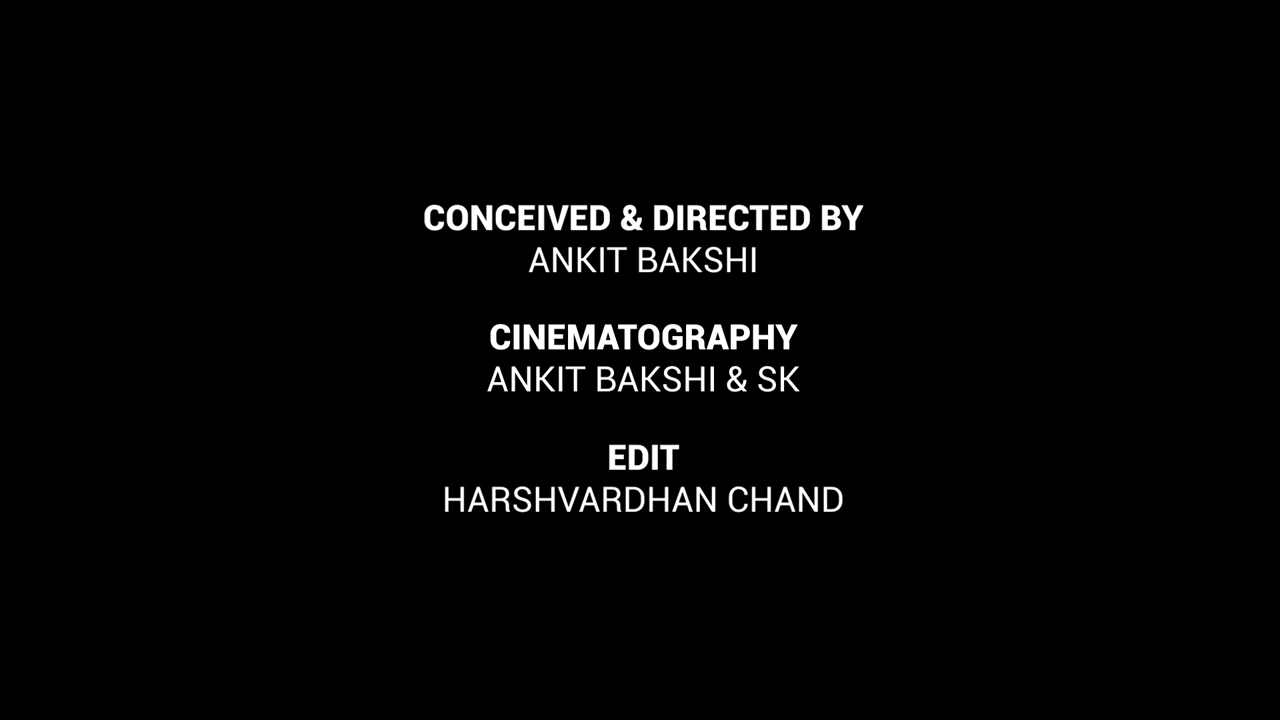 CONCEIVED & DIRECTED BY
ANKIT BAKSHI
CINEMATOGRAPHY
ANKIT BAKSHI & SK
EDIT
HARSHVARDHAN CHAND